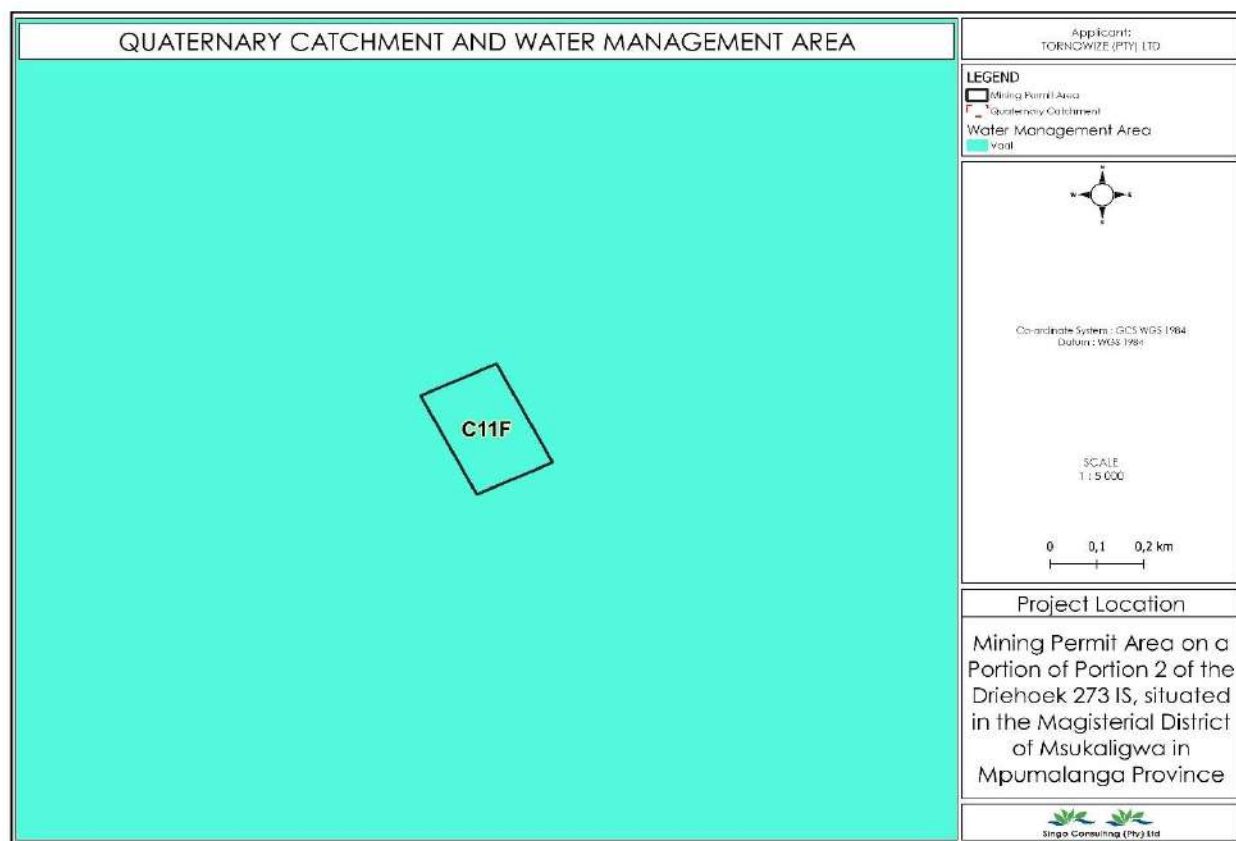 QUATERNARY CATCHMENT AND WATER MANAGEMENT AREA
C11F
Applicant:
TORNOWIZE (PTY) LTD
LEGEND
Mining Permit Area
Quaternary Catchment
Water Management Area
Vaal
N
W
E
S
Co-ordinate System : GCS WGS 1984
Datum : WGS 1984
SCALE
1 : 5 000
0 0,1 0,2 km
Project Location
Mining Permit Area on a
Portion of Portion 2 of the
Driehoek 273 IS, situated
in the Magisterial District
of Msukaligwa in
Mpumalanga Province
Singo Consulting (Pty) Ltd